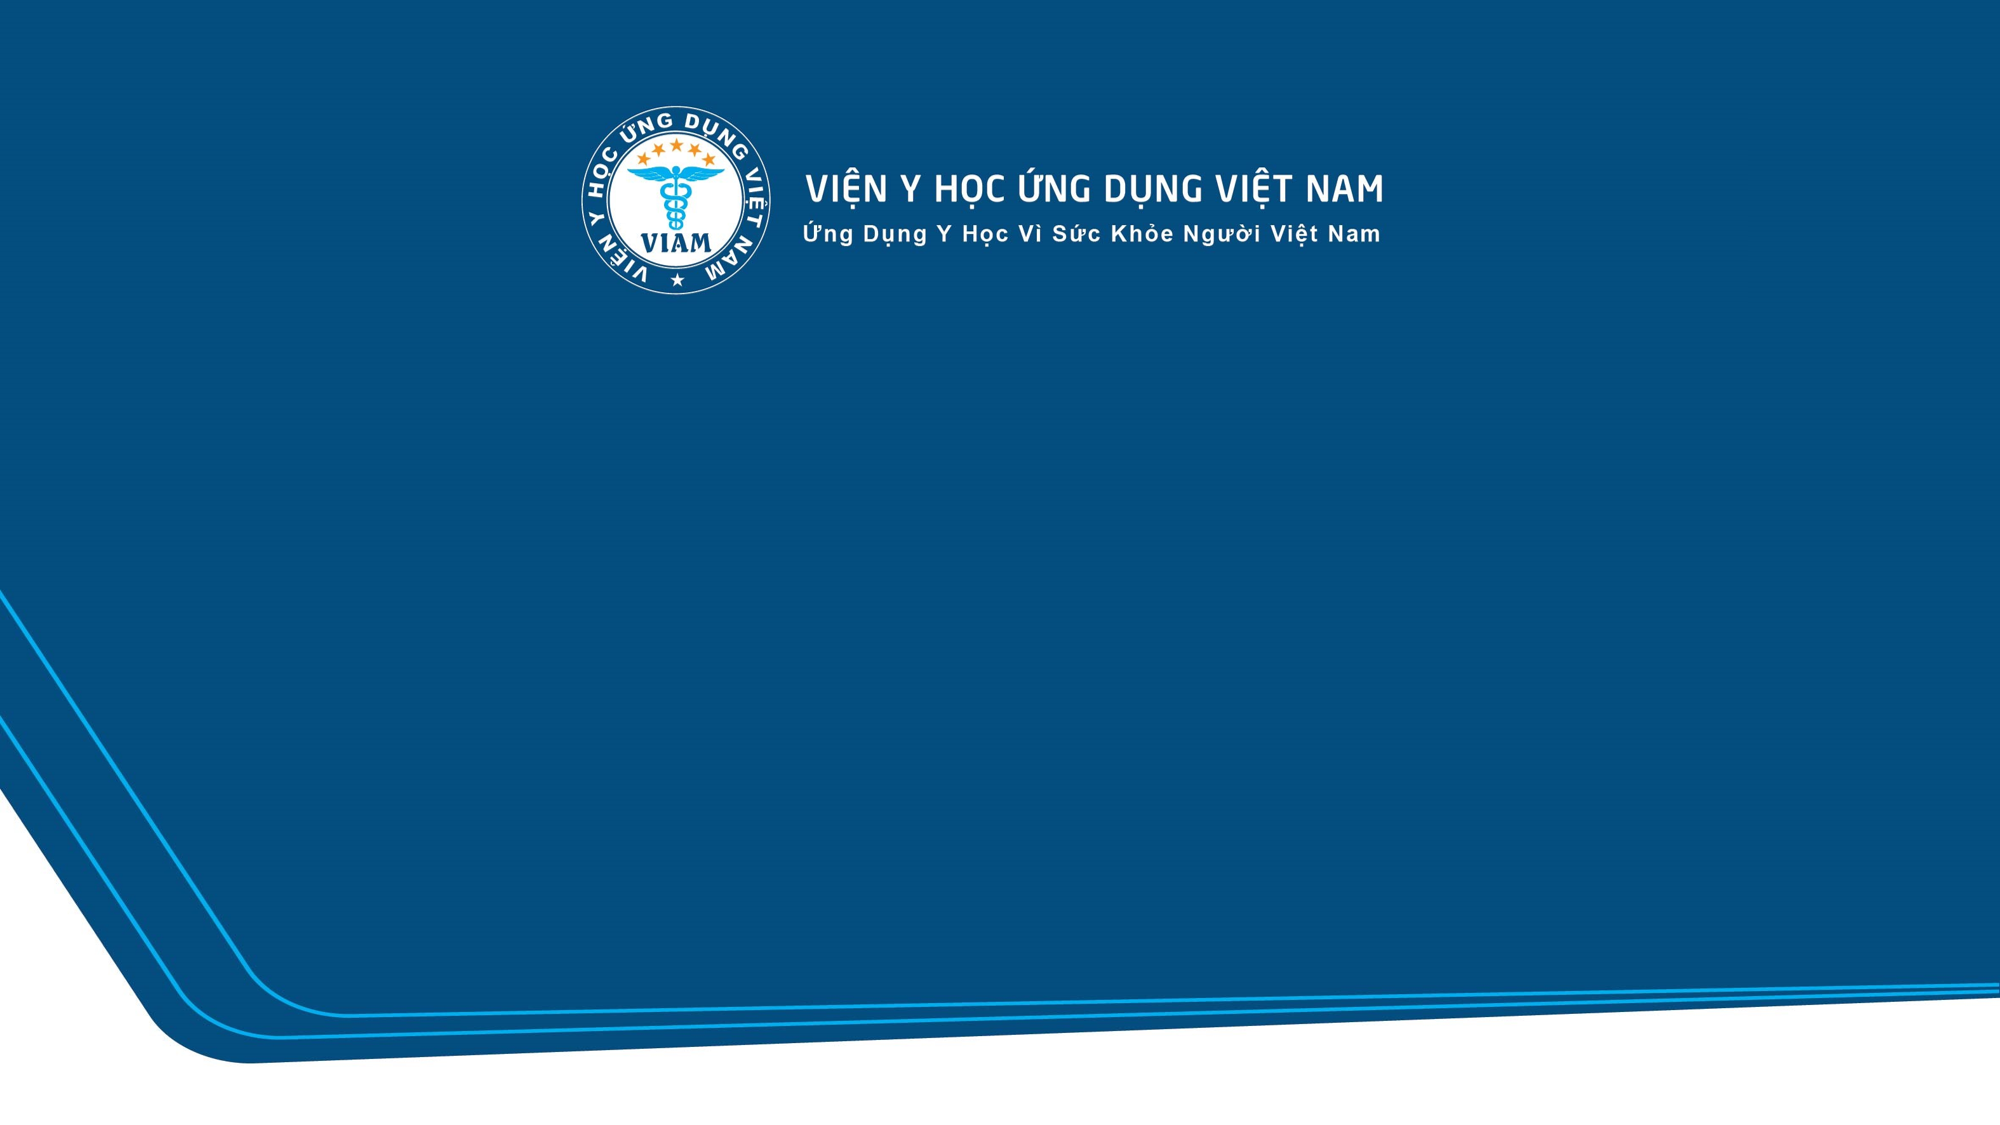 VIỆN Y HỌC ỨNG DỤNG VIỆT NAM
VIAM
VIỆN Y HỌC ỨNG DỤNG VIỆT NAM
Ứng Dụng Y Học Vì Sức Khỏe Người Việt Nam